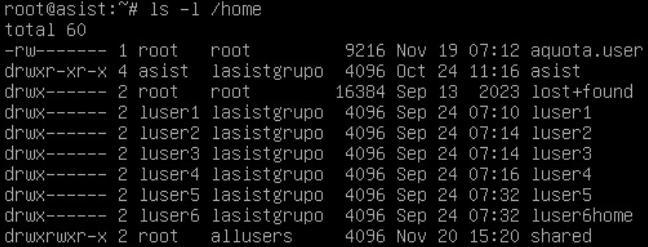 root@asist:~# ls -l /home
total 60
-rw------- 1 root   root          9216 Nov 19 07:12 aquota.user
drwxr-xr-x 4 asist  lasistgrupo   4096 Oct 24 11:16 asist
drwx------ 2 root   root         16384 Sep 13  2023 lost+found
drwx------ 2 luser1 lasistgrupo   4096 Sep 24 07:10 luser1
drwx------ 2 luser2 lasistgrupo   4096 Sep 24 07:14 luser2
drwx------ 2 luser3 lasistgrupo   4096 Sep 24 07:14 luser3
drwx------ 2 luser4 lasistgrupo   4096 Sep 24 07:16 luser4
drwx------ 2 luser5 lasistgrupo   4096 Sep 24 07:32 luser5
drwx------ 2 luser6 lasistgrupo   4096 Sep 24 07:32 luser6home
drwxrwxr-x 2 root   allusers      4096 Nov 20 15:20 shared